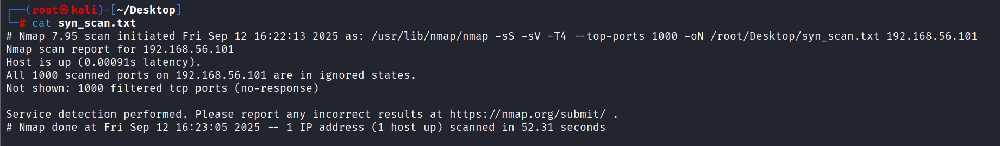 ┌──(root㉿kali)-[~/Desktop]
└─# cat syn_scan.txt
# Nmap 7.95 scan initiated Fri Sep 12 16:22:13 2025 as: /usr/lib/nmap/nmap -sS -sV -T4 --top-ports 1000 -oN /root/Desktop/syn_scan.txt 192.168.56.101
Nmap scan report for 192.168.56.101
Host is up (0.00091s latency).
All 1000 scanned ports on 192.168.56.101 are in ignored states.
Not shown: 1000 filtered tcp ports (no-response)

Service detection performed. Please report any incorrect results at https://nmap.org/submit/ .
# Nmap done at Fri Sep 12 16:23:05 2025 -- 1 IP address (1 host up) scanned in 52.31 seconds